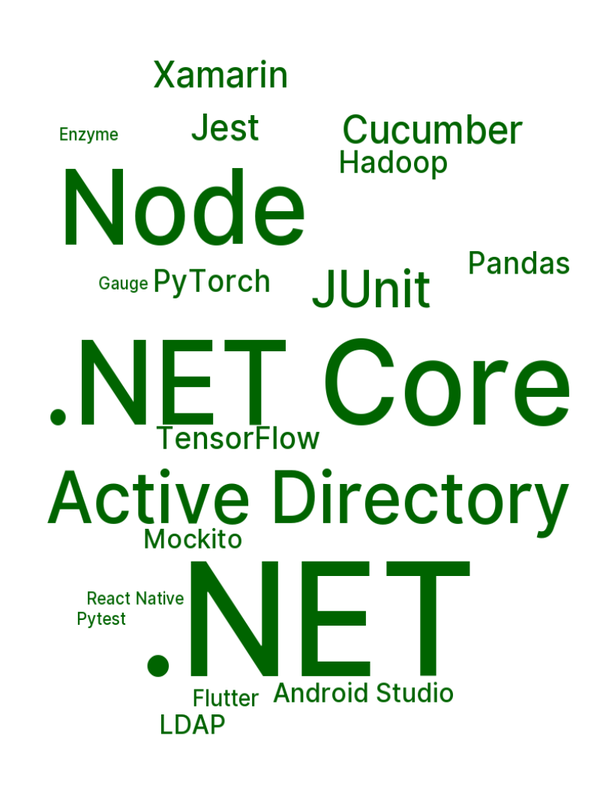 Xamarin
Enzyme
Jest
Cucumber
Hadoop
Node
Pandas
Gauge
PyTorch
JUnit
.NET Core
TensorFlow
Active Directory
Mockito
.NET
React Native
Pytest
Flutter
Android Studio
LDAP